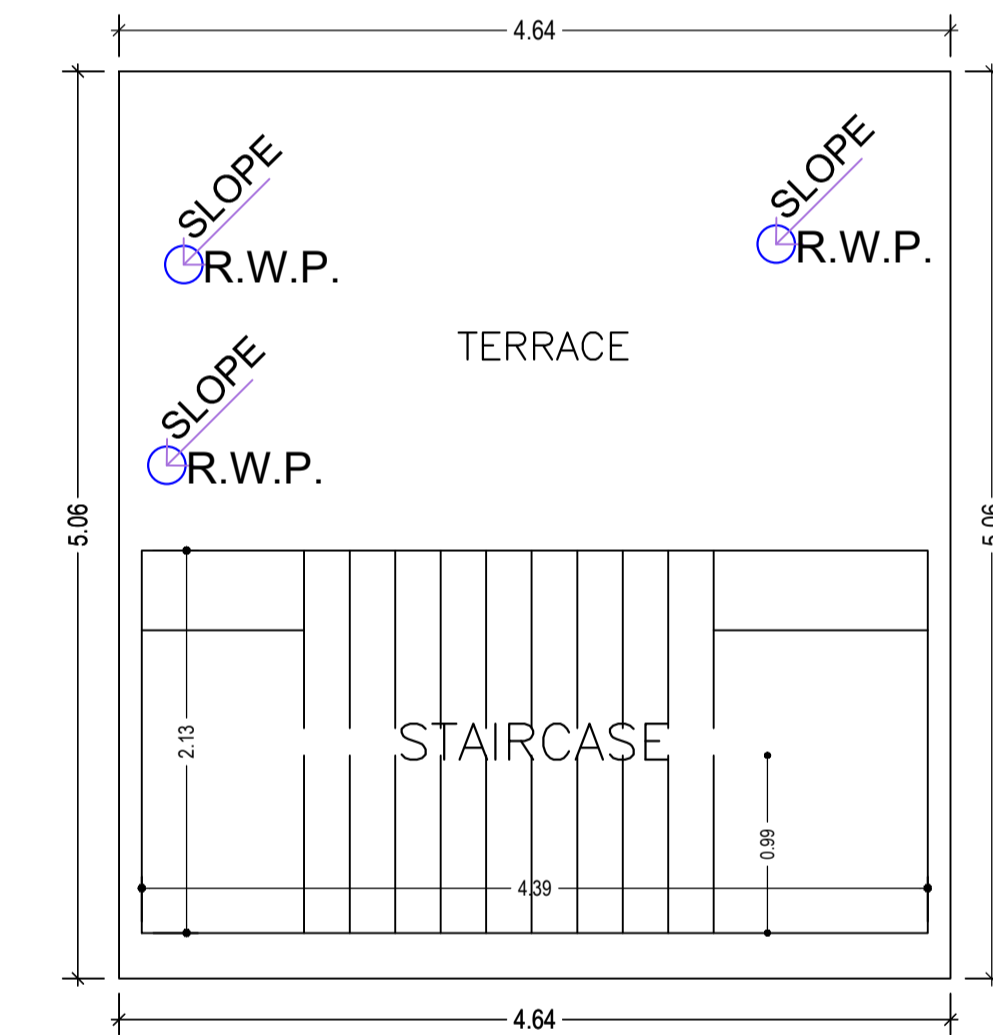 4.64
SLOPE
SLOPE
R.W.P.
R.W.P.
TERRACE
SLOPE
R.W.P.
5.06
5.06
STAIRCASE
2.13
0.99
4.39
4.64